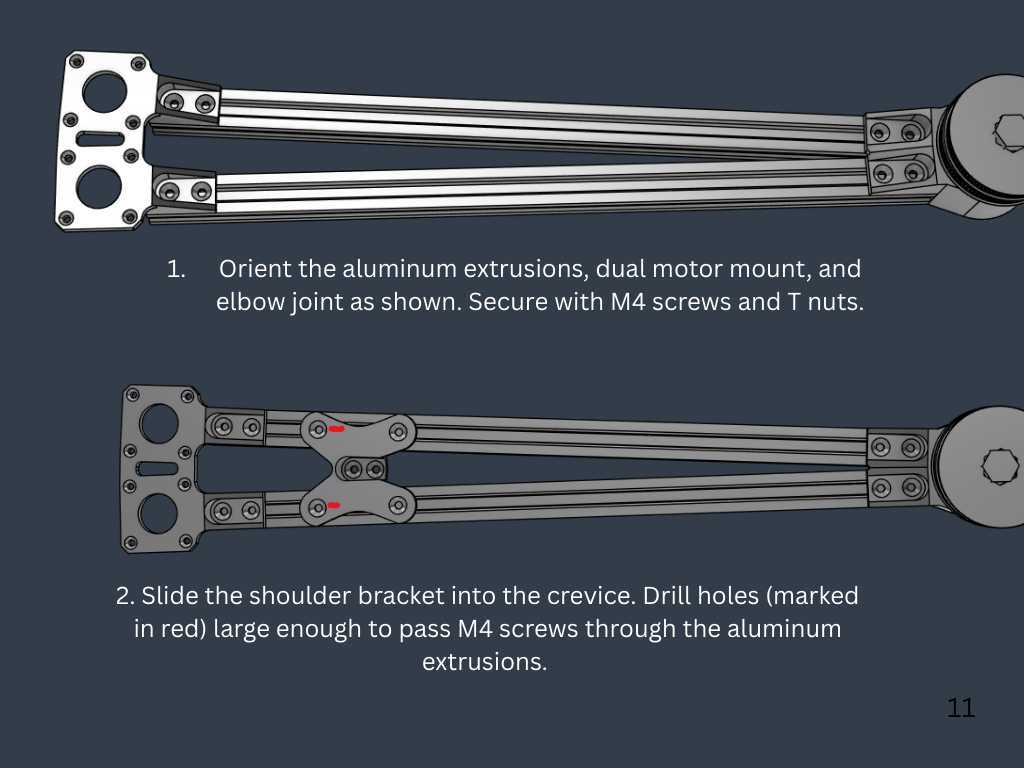 1. Orient the aluminum extrusions, dual motor mount, and
elbow joint as shown. Secure with M4 screws and T nuts.
2. Slide the shoulder bracket into the crevice. Drill holes (marked
in red) large enough to pass M4 screws through the aluminum
extrusions.
11